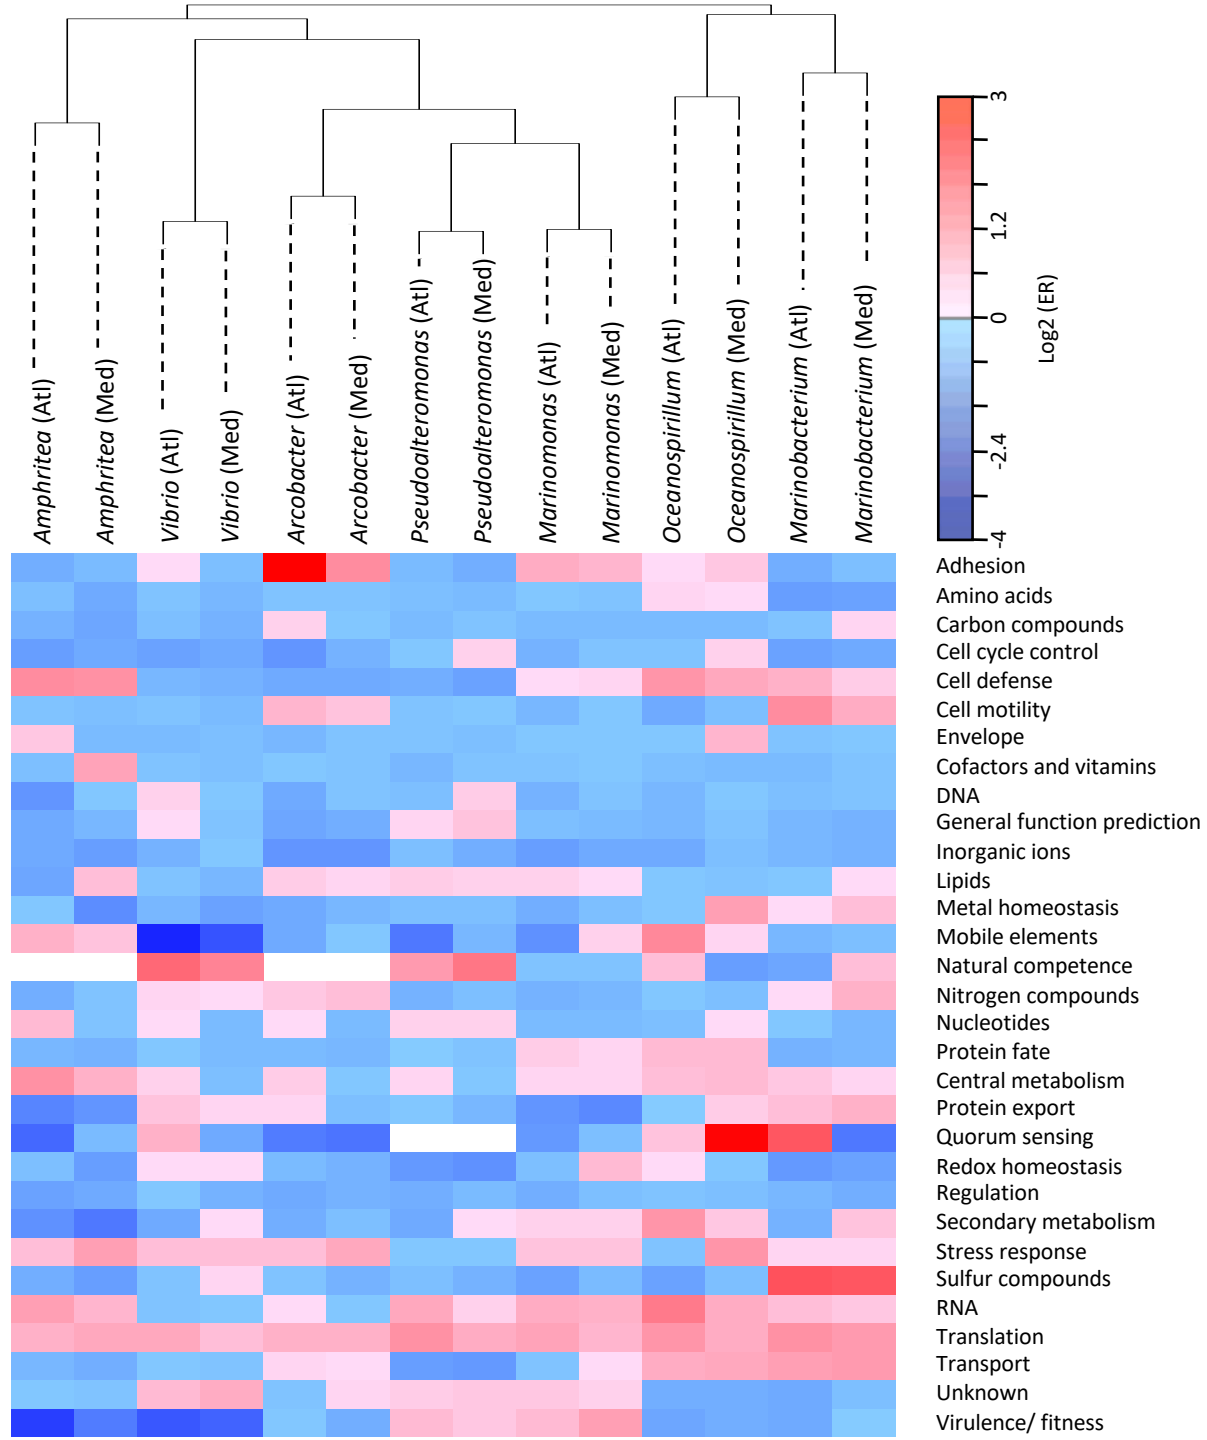 3
1.2
0
-2.4
-4
Log2 (ER)
Amphritea (Atl)
Amphritea (Med)
Vibrio (Atl)
Vibrio (Med)
Arcobacter (Atl)
Arcobacter (Med)
Pseudoalteromonas (Atl)
Pseudoalteromonas (Med)
Marinomonas (Atl)
Marinomonas (Med)
Oceanospirillum (Atl)
Oceanospirillum (Med)
Marinobacterium (Atl)
Marinobacterium (Med)
Adhesion
Amino acids
Carbon compounds
Cell cycle control
Cell defense
Cell motility
Envelope
Cofactors and vitamins
DNA
General function prediction
Inorganic ions
Lipids
Metal homeostasis
Mobile elements
Natural competence
Nitrogen compounds
Nucleotides
Protein fate
Central metabolism
Protein export
Quorum sensing
Redox homeostasis
Regulation
Secondary metabolism
Stress response
Sulfur compounds
RNA
Translation
Transport
Unknown
Virulence/ fitness